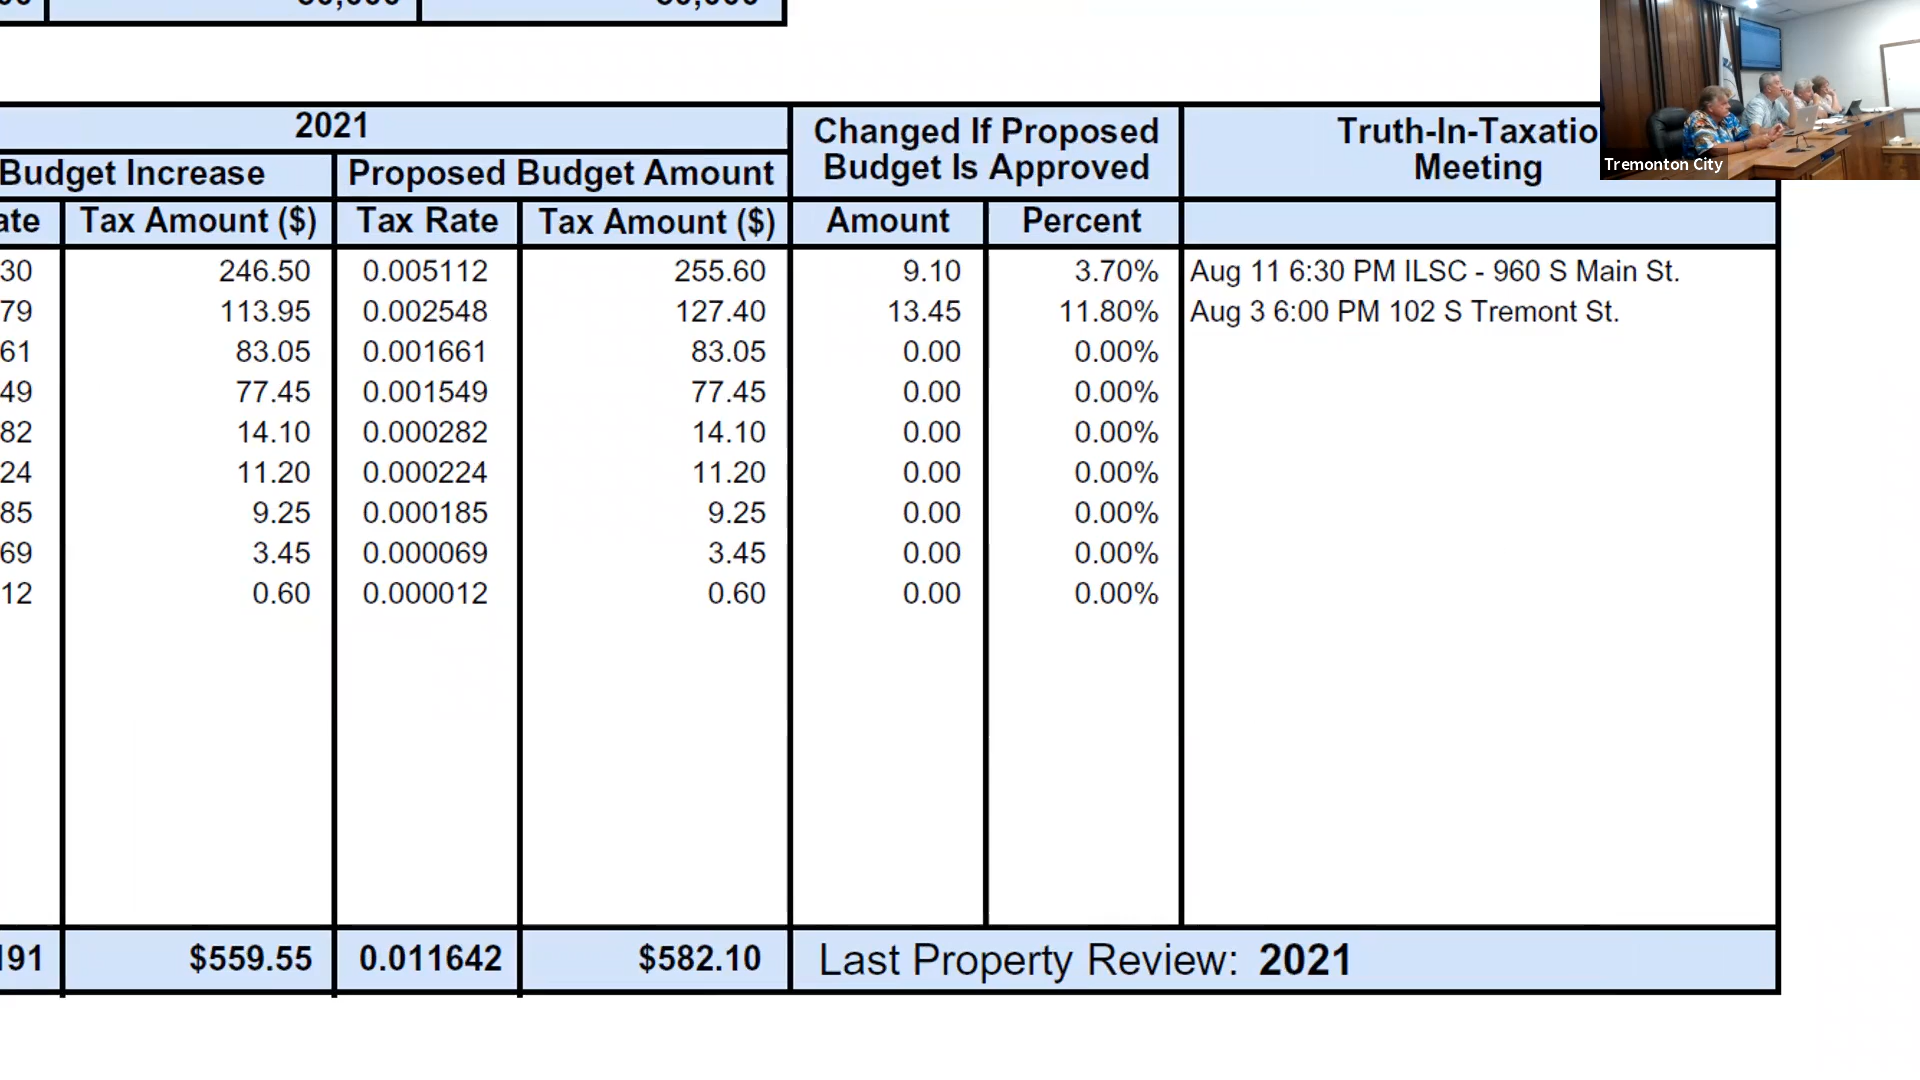 2021
Changed If Proposed
Budget Is Approved
Truth-In-Taxatio
Meeting
Tremonton City
Budget Increase
Proposed Budget Amount
ate Tax Amount ($) Tax Rate Tax Amount ($) Amount Percent
30 246.50 0.005112 255.60 9.10 3.70% Aug 11 6:30 PM ILSC - 960 S Main St.
79 113.95 0.002548 127.40 13.45 11.80% Aug 3 6:00 PM 102 S Tremont St.
61 83.05 0.001661 83.05 0.00 0.00%
49 77.45 0.001549 77.45 0.00 0.00%
82 14.10 0.000282 14.10 0.00 0.00%
24 11.20 0.000224 11.20 0.00 0.00%
85 9.25 0.000185 9.25 0.00 0.00%
69 3.45 0.000069 3.45 0.00 0.00%
12 0.60 0.000012 0.60 0.00 0.00%
191 $559.55 0.011642 $582.10 Last Property Review: 2021